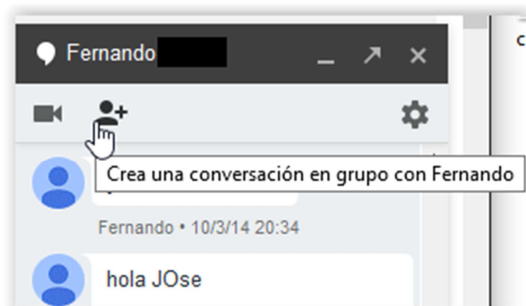 Fernando
c
Crea una conversación en grupo con Fernando
Fernando • 10/3/14 20:34
hola JOse